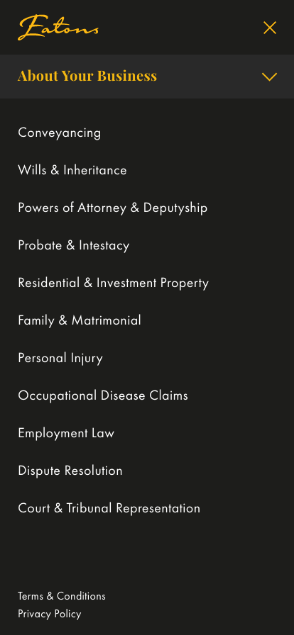 Eatons
About Your Business
Conveyancing
Wills & Inheritance
Powers of Attorney & Deputyship
Probate & Intestacy
Residential & Investment Property
Family & Matrimonial
Personal Injury
Occupational Disease Claims
Employment Law
Dispute Resolution
Court & Tribunal Representation
Terms & Conditions
Privacy Policy